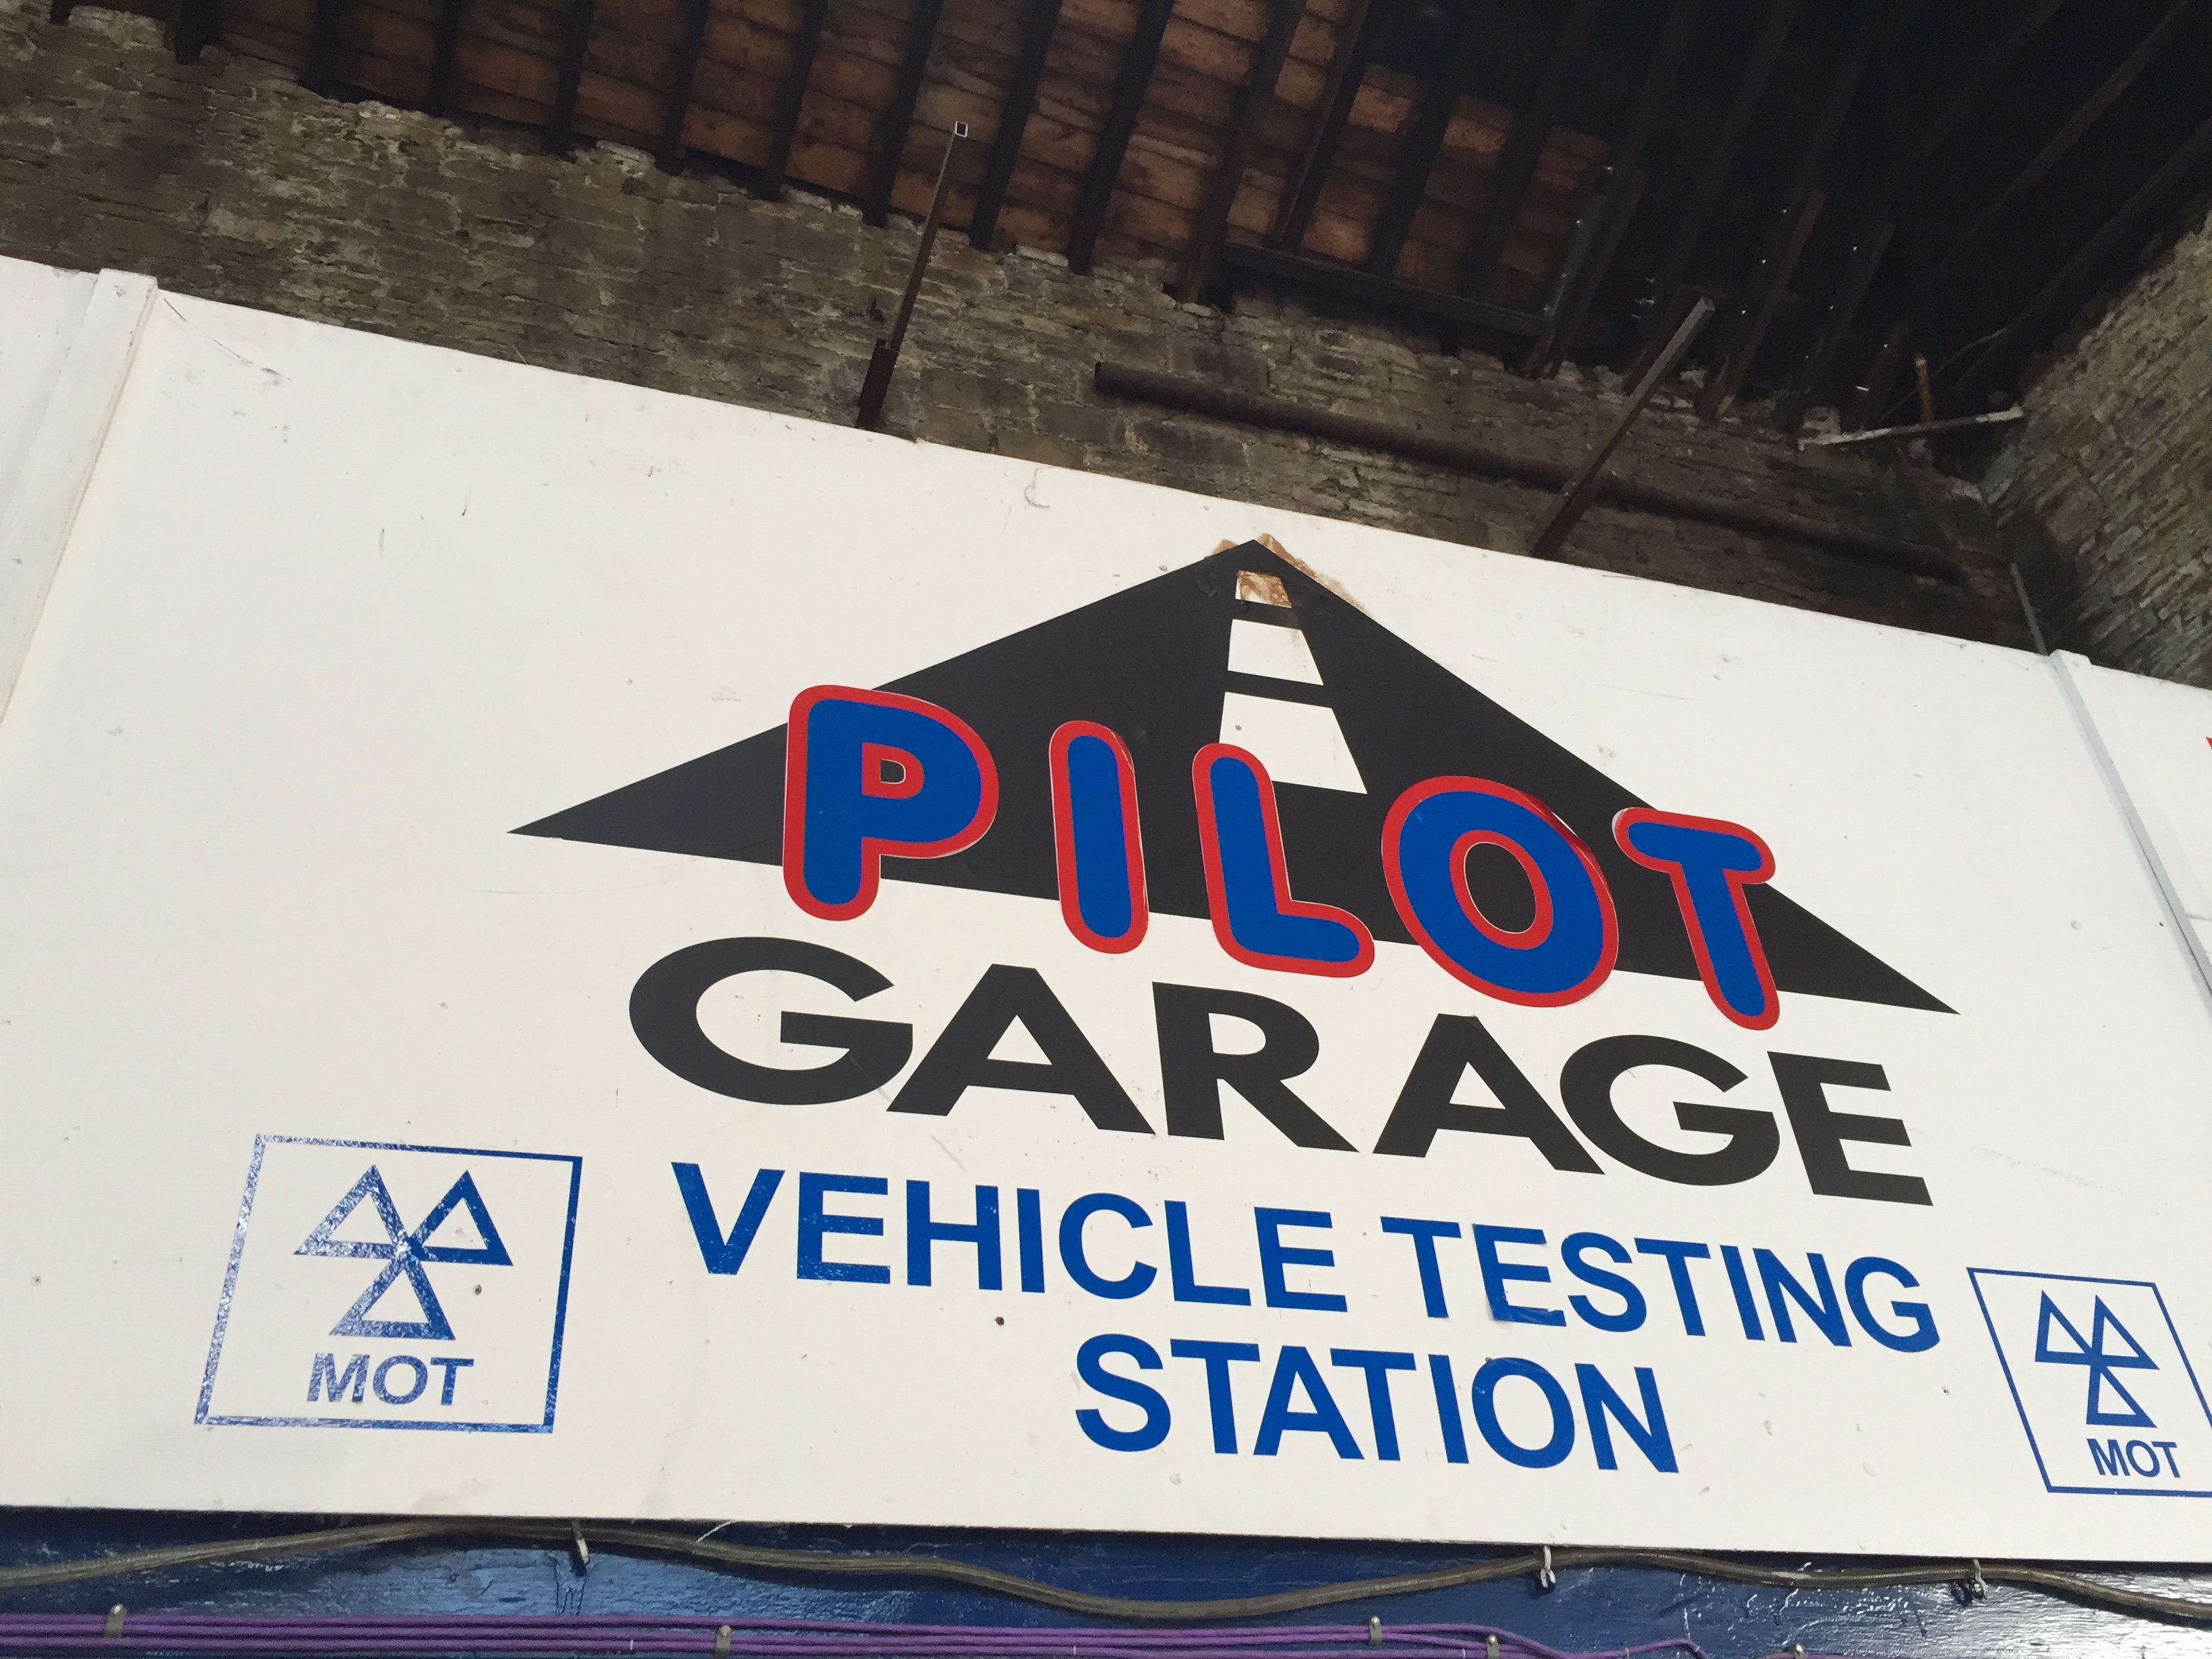 PILOT
GARAGE
VEHICLE TESTING
STATION
MOT
MOT